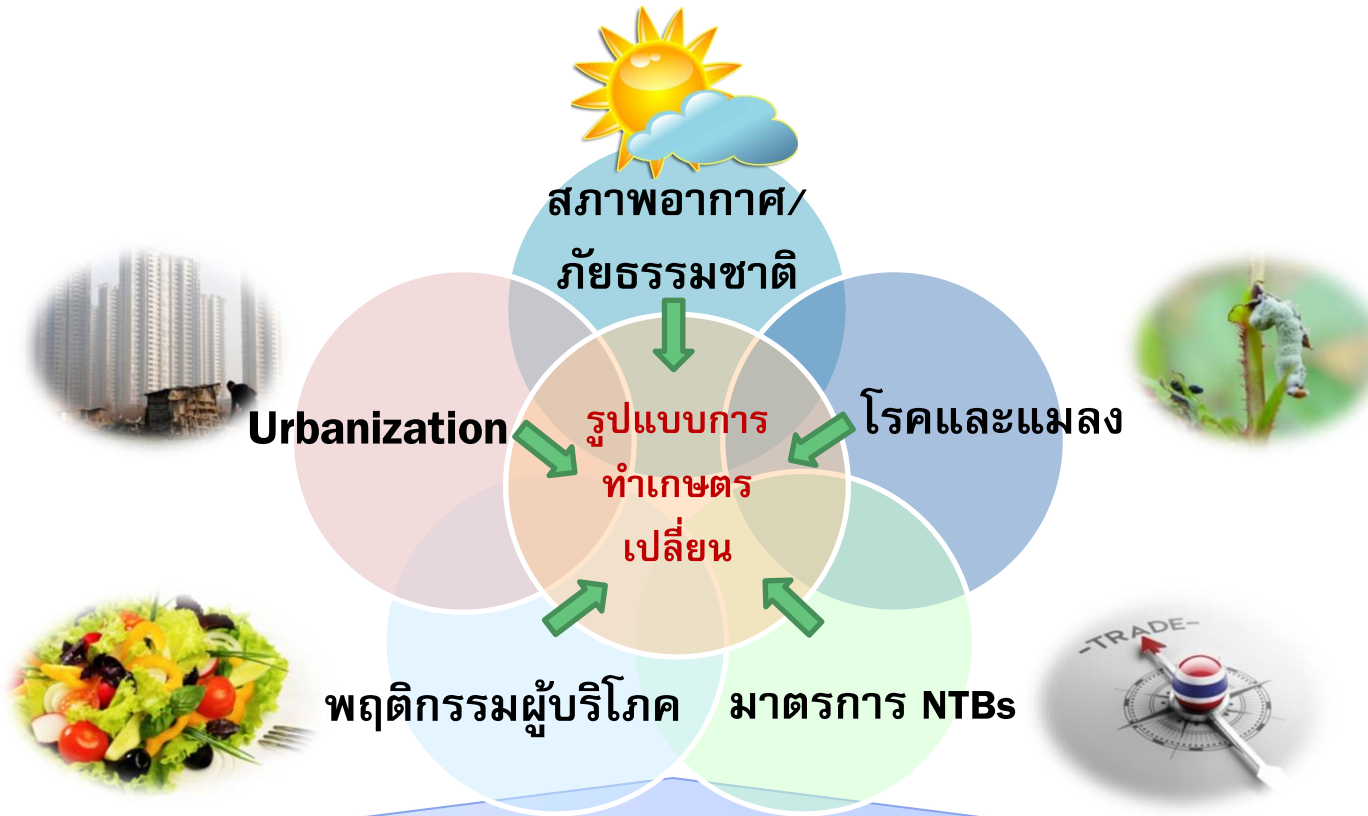 สภาพอากาศ/
ภัยธรรมชาติ
Urbanization
โรคและแมลง
รูปแบบการ
ทำเกษตร
เปลี่ยน
พฤติกรรมผู้บริโภค
มาตรการ NTBs
-TRADE-